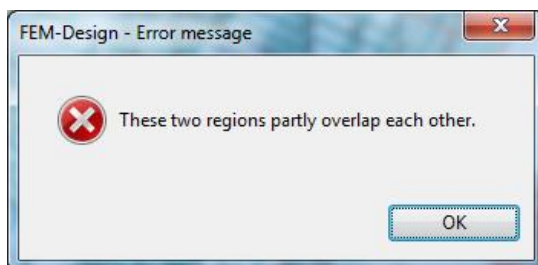 FEM-Design - Error message
These two regions partly overlap each other.
OK